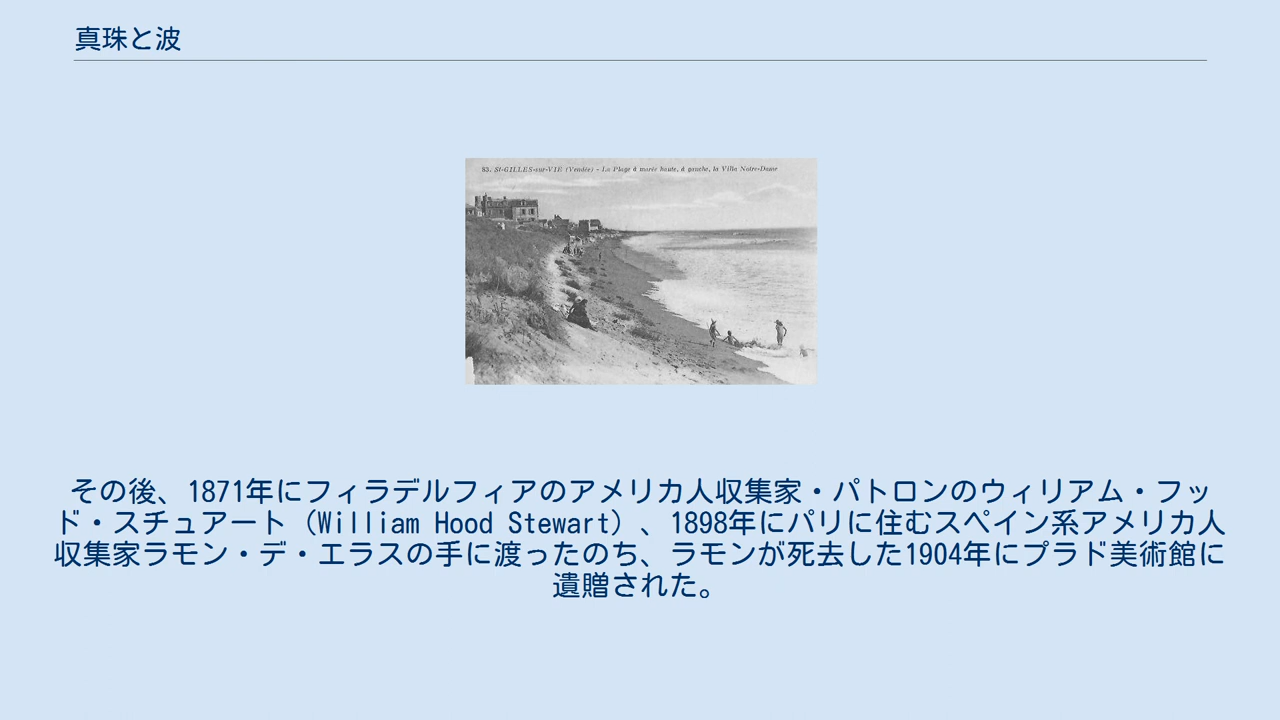 真珠と波
83. St-GILLES-sur-VIE (Vendée) - La Plage à marée haute, à gauche, la Villa Notre-Dame
その後、1871年にフィラデルフィアのアメリカ人収集家・パトロンのウィリアム・フッ
ド・スチュアート（William Hood Stewart）、1898年にパリに住むスペイン系アメリカ人
収集家ラモン・デ・エラスの手に渡ったのち、ラモンが死去した1904年にプラド美術館に
遺贈された。